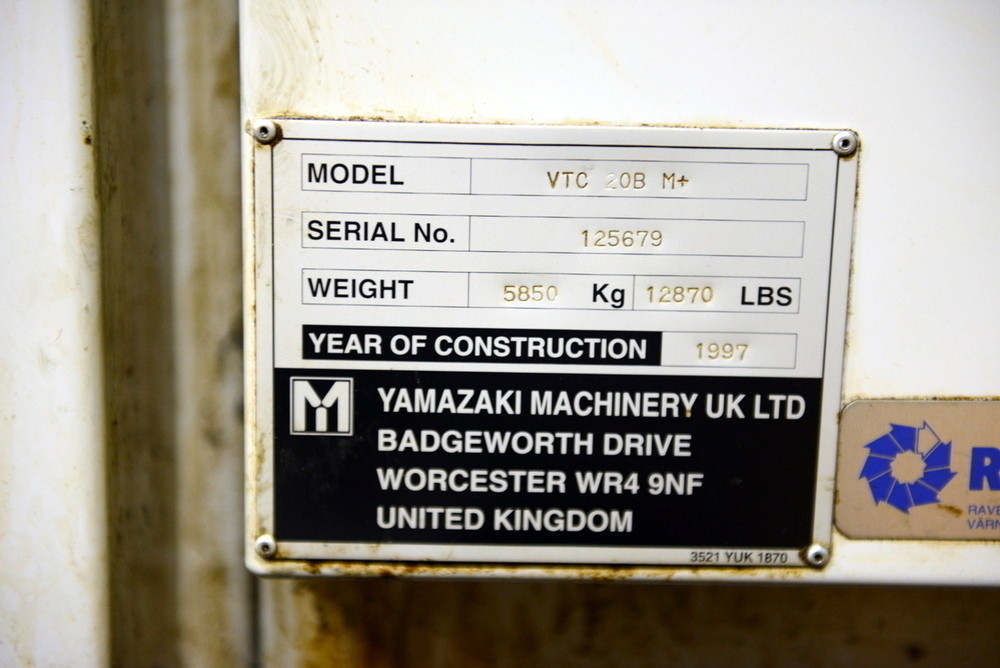 MODEL VTC 20B M+
SERIAL No. 125679
WEIGHT 5850 Kg 12870 LBS
YEAR OF CONSTRUCTION 1997
M YAMAZAKI MACHINERY UK LTD
BADGEWORTH DRIVE
WORCESTER WR4 9NF
UNITED KINGDOM
3521 YUK 1870